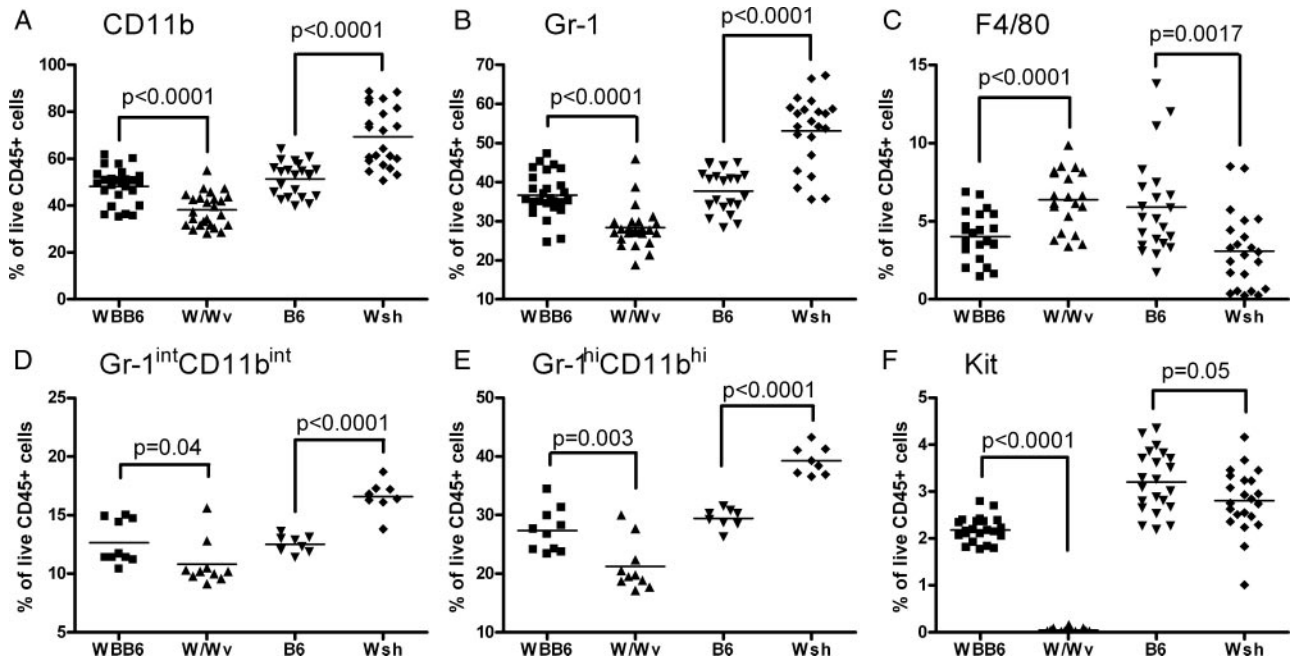 A CD11b
p<0.0001
p<0.0001
% of live CD45+ cells
100
80
60
40
20
0
WBB6 W/Wv B6 Wsh
B Gr-1
p<0.0001
p<0.0001
% of live CD45+ cells
70
60
50
40
30
20
10
WBB6 W/Wv B6 Wsh
C F4/80
p=0.0017
p<0.0001
% of live CD45+ cells
15
10
5
0
WBB6 W/Wv B6 Wsh
D Gr-1intCD11bint
p<0.0001
p=0.04
% of live CD45+ cells
25
20
15
10
5
WBB6 W/Wv B6 Wsh
E Gr-1hiCD11bhi
p<0.0001
p=0.003
% of live CD45+ cells
50
40
30
20
10
WBB6 W/Wv B6 Wsh
F Kit
p=0.05
p<0.0001
% of live CD45+ cells
5
4
3
2
1
0
WBB6 W/Wv B6 Wsh